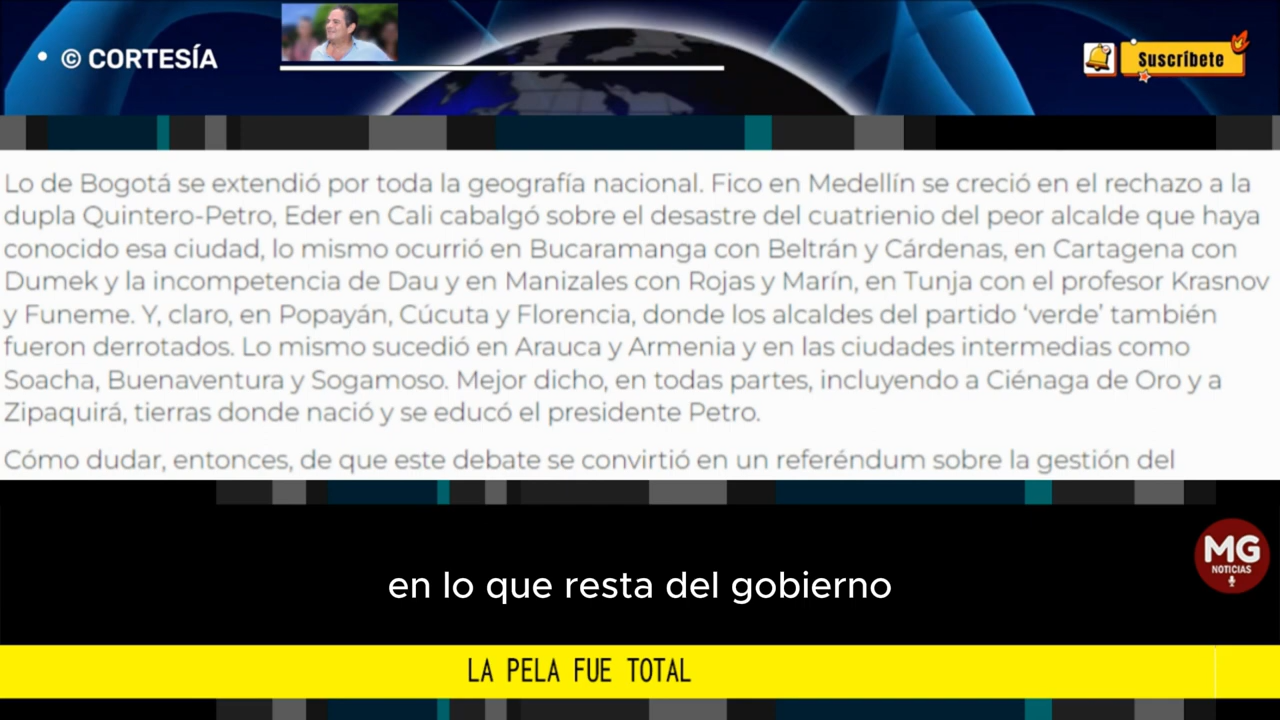 © CORTESÍA
Suscríbete
Lo de Bogotá se extendió por toda la geografía nacional. Fico en Medellín se creció en el rechazo a la
dupla Quintero-Petro, Eder en Cali cabalgó sobre el desastre del cuatrienio del peor alcalde que haya
conocido esa ciudad, lo mismo ocurrió en Bucaramanga con Beltrán y Cárdenas, en Cartagena con
Dumek y la incompetencia de Dau y en Manizales con Rojas y Marín, en Tunja con el profesor Krasnov
y Funeme. Y, claro, en Popayán, Cúcuta y Florencia, donde los alcaldes del partido ‘verde’ también
fueron derrotados. Lo mismo sucedió en Arauca y Armenia y en las ciudades intermedias como
Soacha, Buenaventura y Sogamoso. Mejor dicho, en todas partes, incluyendo a Ciénaga de Oro y a
Zipaquirá, tierras donde nació y se educó el presidente Petro.
Cómo dudar, entonces, de que este debate se convirtió en un referéndum sobre la gestión del
MG
NOTICIAS
en lo que resta del gobierno
LA PELA FUE TOTAL